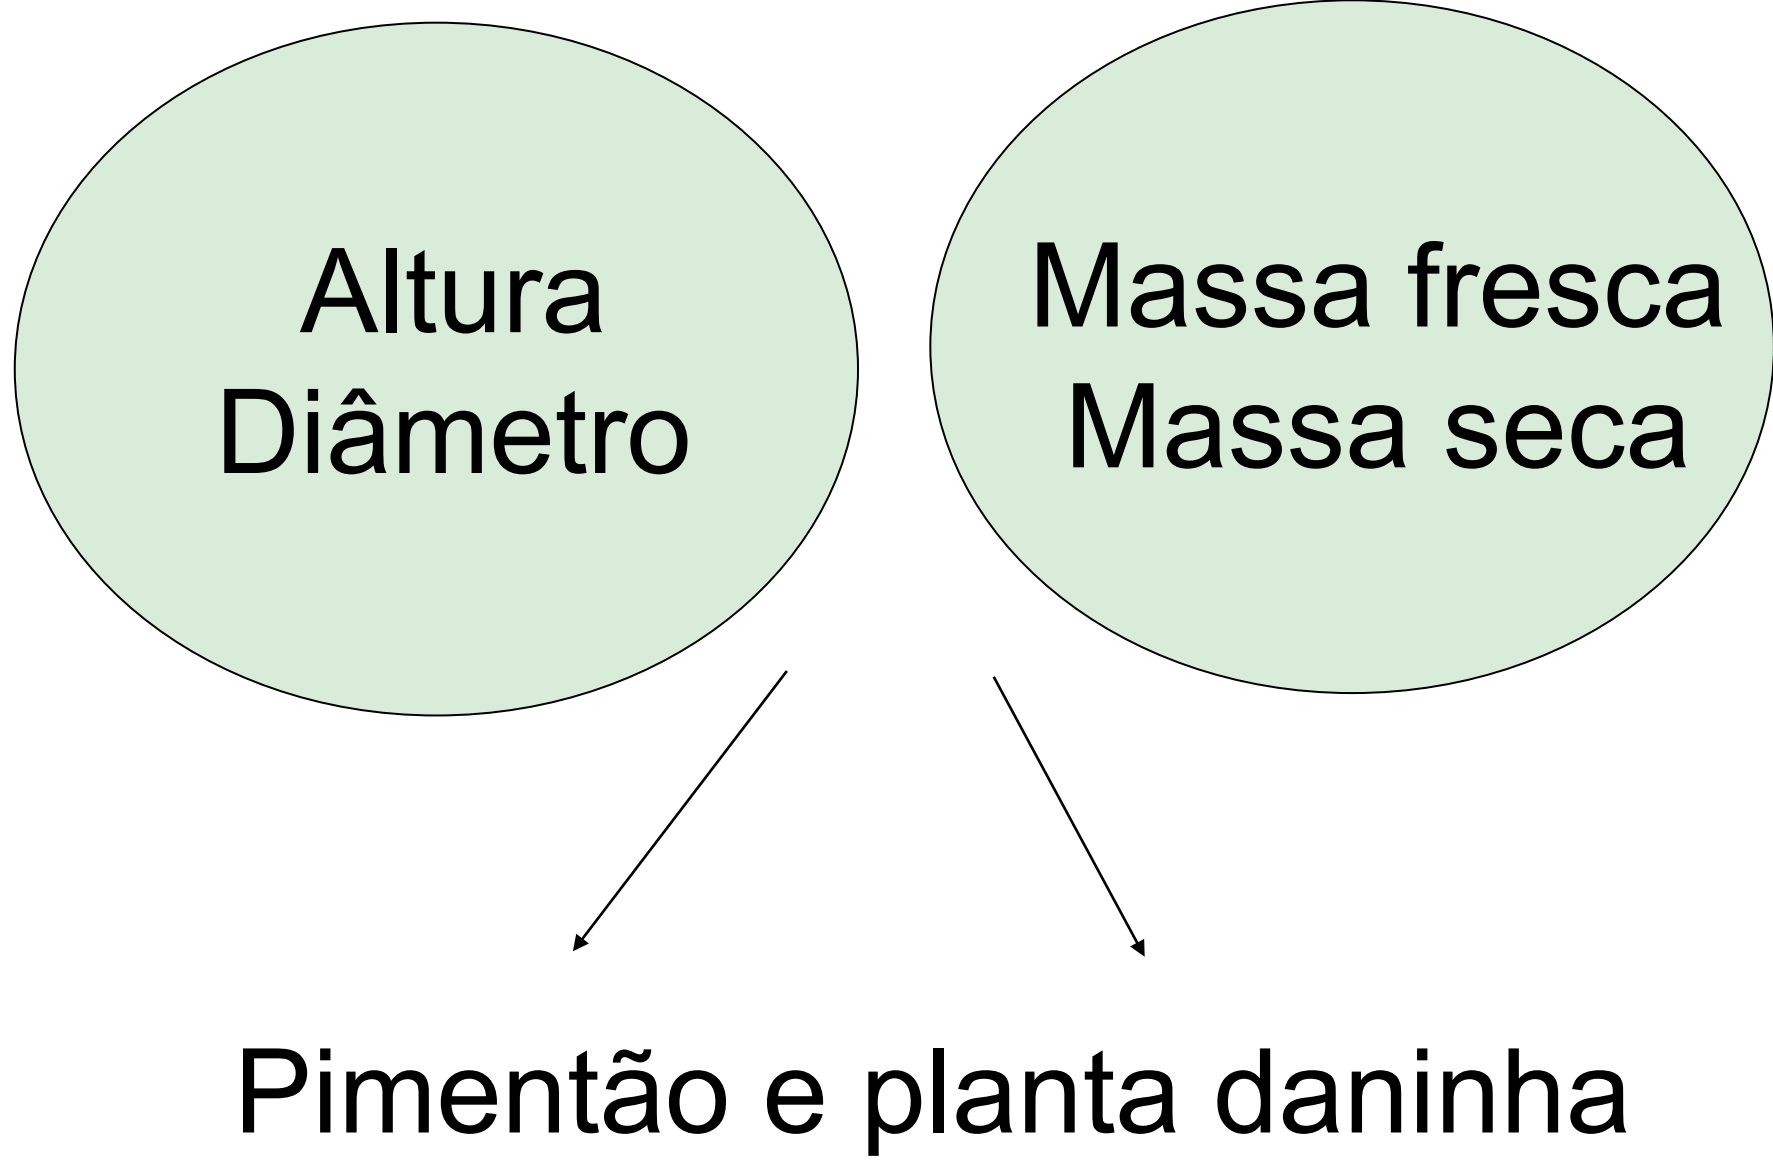 Altura
Diâmetro
Massa fresca
Massa seca
Pimentão e planta daninha